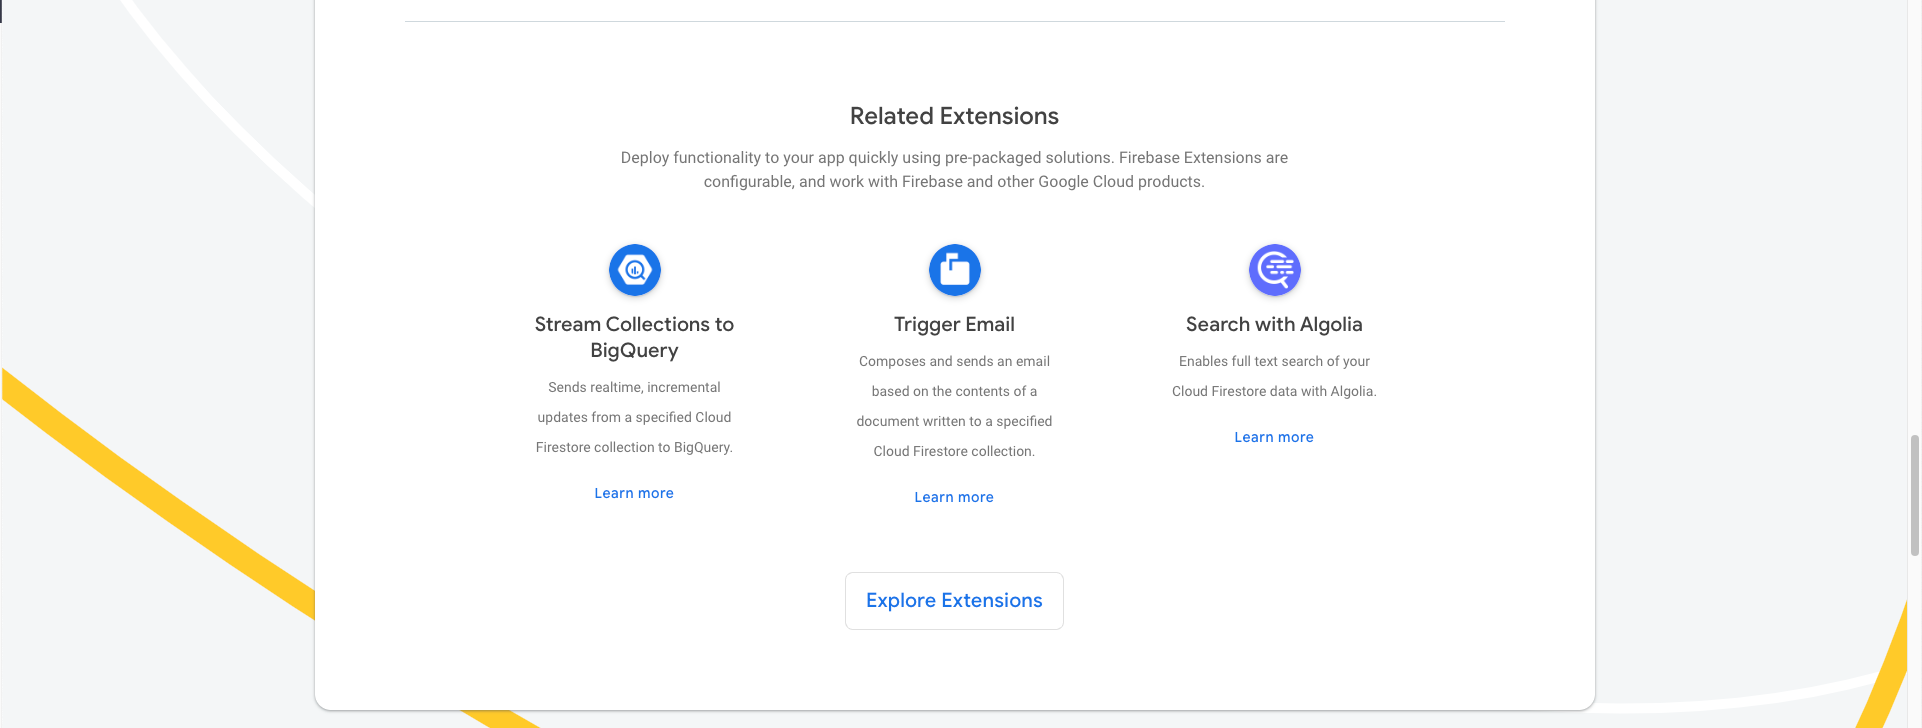 Related Extensions
Deploy functionality to your app quickly using pre-packaged solutions. Firebase Extensions are
configurable, and work with Firebase and other Google Cloud products.
Stream Collections to
BigQuery
Sends realtime, incremental
updates from a specified Cloud
Firestore collection to BigQuery.
Learn more
Trigger Email
Composes and sends an email
based on the contents of a
document written to a specified
Cloud Firestore collection.
Learn more
Search with Algolia
Enables full text search of your
Cloud Firestore data with Algolia.
Learn more
Explore Extensions